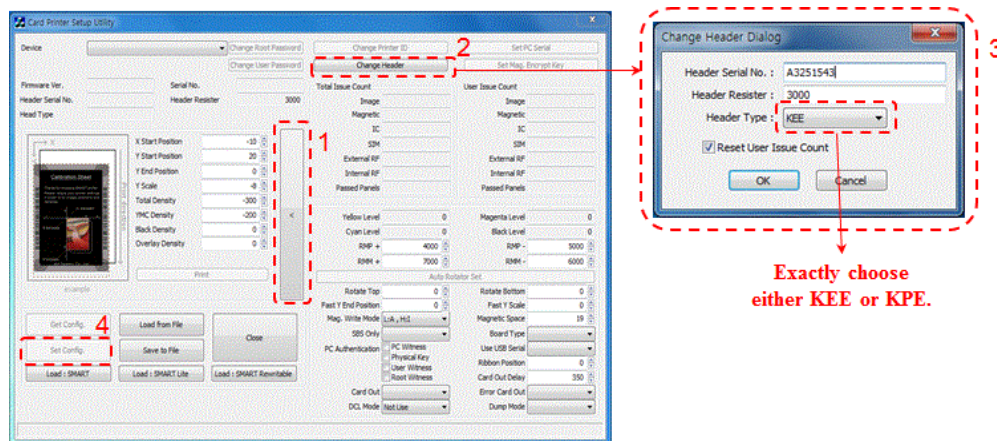 Card Printer Setup Utility
Device
Change Root Password
Change Printer ID
2
Set PC Serial
Change User Password
Change Header
Set Mag. Encrypt Key
Firmware Ver.
Serial No.
Total Issue Count
User Issue Count
Header Serial No.
Header Resister
3000
Image
Image
Head Type
Magnetic
Magnetic
IC
IC
SIM
SIM
External RF
External RF
Internal RF
Internal RF
Passed Panels
Passed Panels
1
X Start Position
-10
Y Start Position
20
Y End Position
0
Y Scale
-8
Total Density
-300
YMC Density
-200
Black Density
0
Overlay Density
0
<
Calibration Sheet
Print
example
Yellow Level
0
Magenta Level
0
Cyan Level
0
Black Level
0
RMP +
4000
RMP -
5000
RMM +
7000
RMM -
6000
Auto Rotator Set.
Rotate Top
0
Rotate Bottom
0
Fast Y End Position
0
Fast Y Scale
0
Mag. Write Mode
L:A , H:I
Magnetic Space
19
SBS Only
Board Type
PC Authentication
PC Witness
Physical Key
User Witness
Root Witness
Use USB Serial
Ribbon Position
0
Card Out Delay
350
Card Out
Error Card Out
DCL Mode
Not Use
Dump Mode
Get Config.
4
Load from File
Close
Set Config.
Save to File
Load : SMART
Load : SMART Lite
Load : SMART Rewritable
3
Change Header Dialog
Header Serial No. :
A3251543
Header Resister :
3000
Header Type :
KEE
Reset User Issue Count
OK
Cancel
Exactly choose
either KEE or KPE.